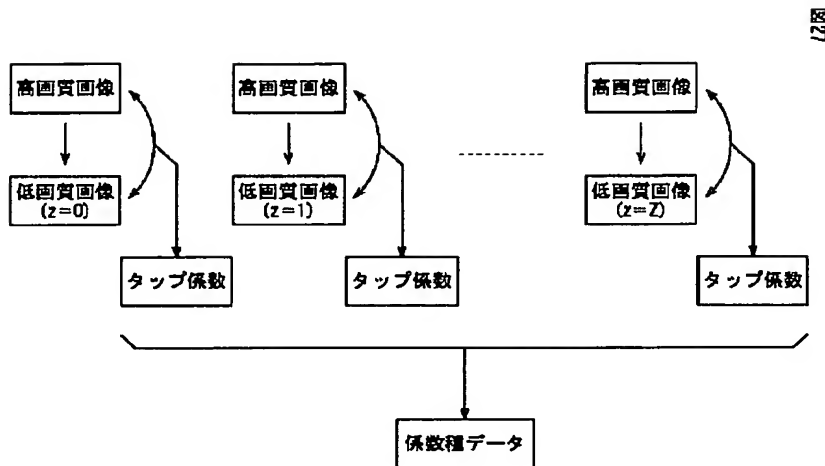 図27
高画質画像
高画質画像
高画質画像
低画質画像
(z=0)
低画質画像
(z=1)
低画質画像
(z=Z)
タップ係数
タップ係数
タップ係数
係数種データ